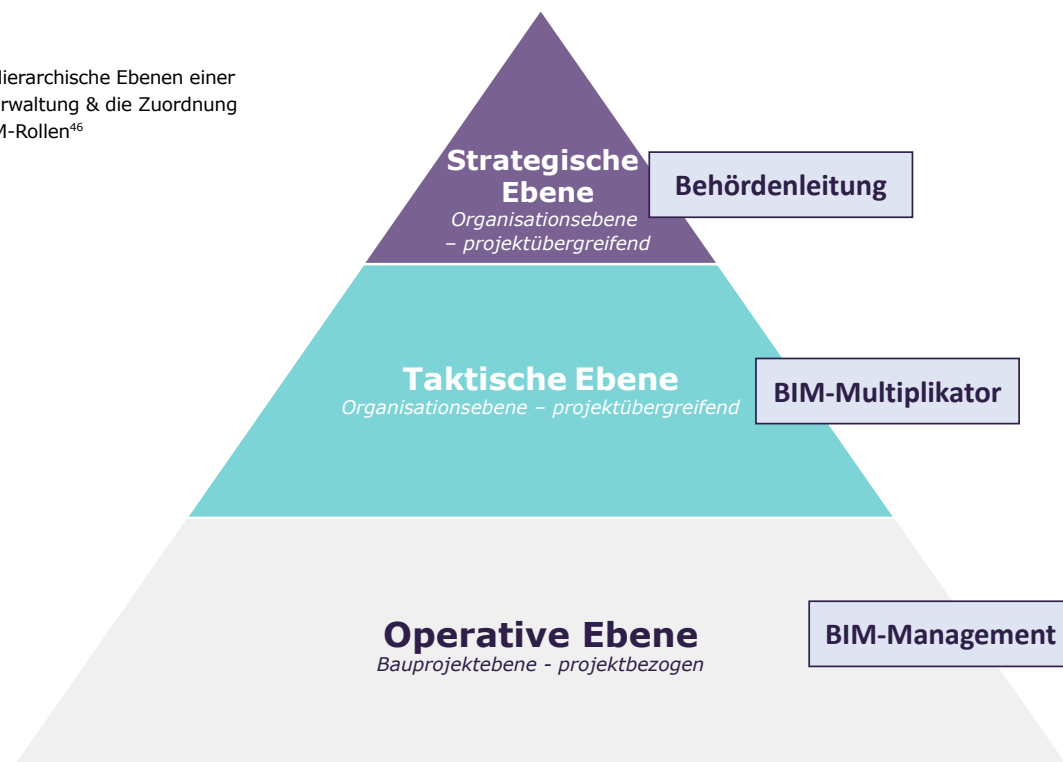 ierarchische Ebenen einer
rwaltung & die Zuordnung
M-Rollen46
Strategische
Ebene
Organisationsebene
– projektübergreifend
Behördenleitung
Taktische Ebene
Organisationsebene – projektübergreifend
BIM-Multiplikator
Operative Ebene
Bauprojektebene - projektbezogen
BIM-Management